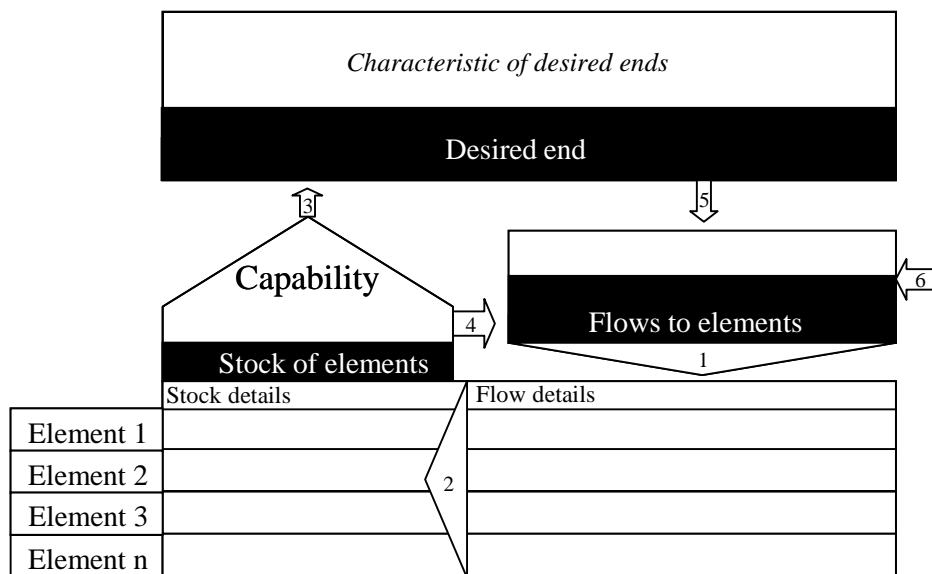 Characteristic of desired ends
Desired end
3
5
Capability
6
4
Flows to elements
Stock of elements
1
Stock details
Flow details
Element 1
Element 2
2
Element 3
Element n